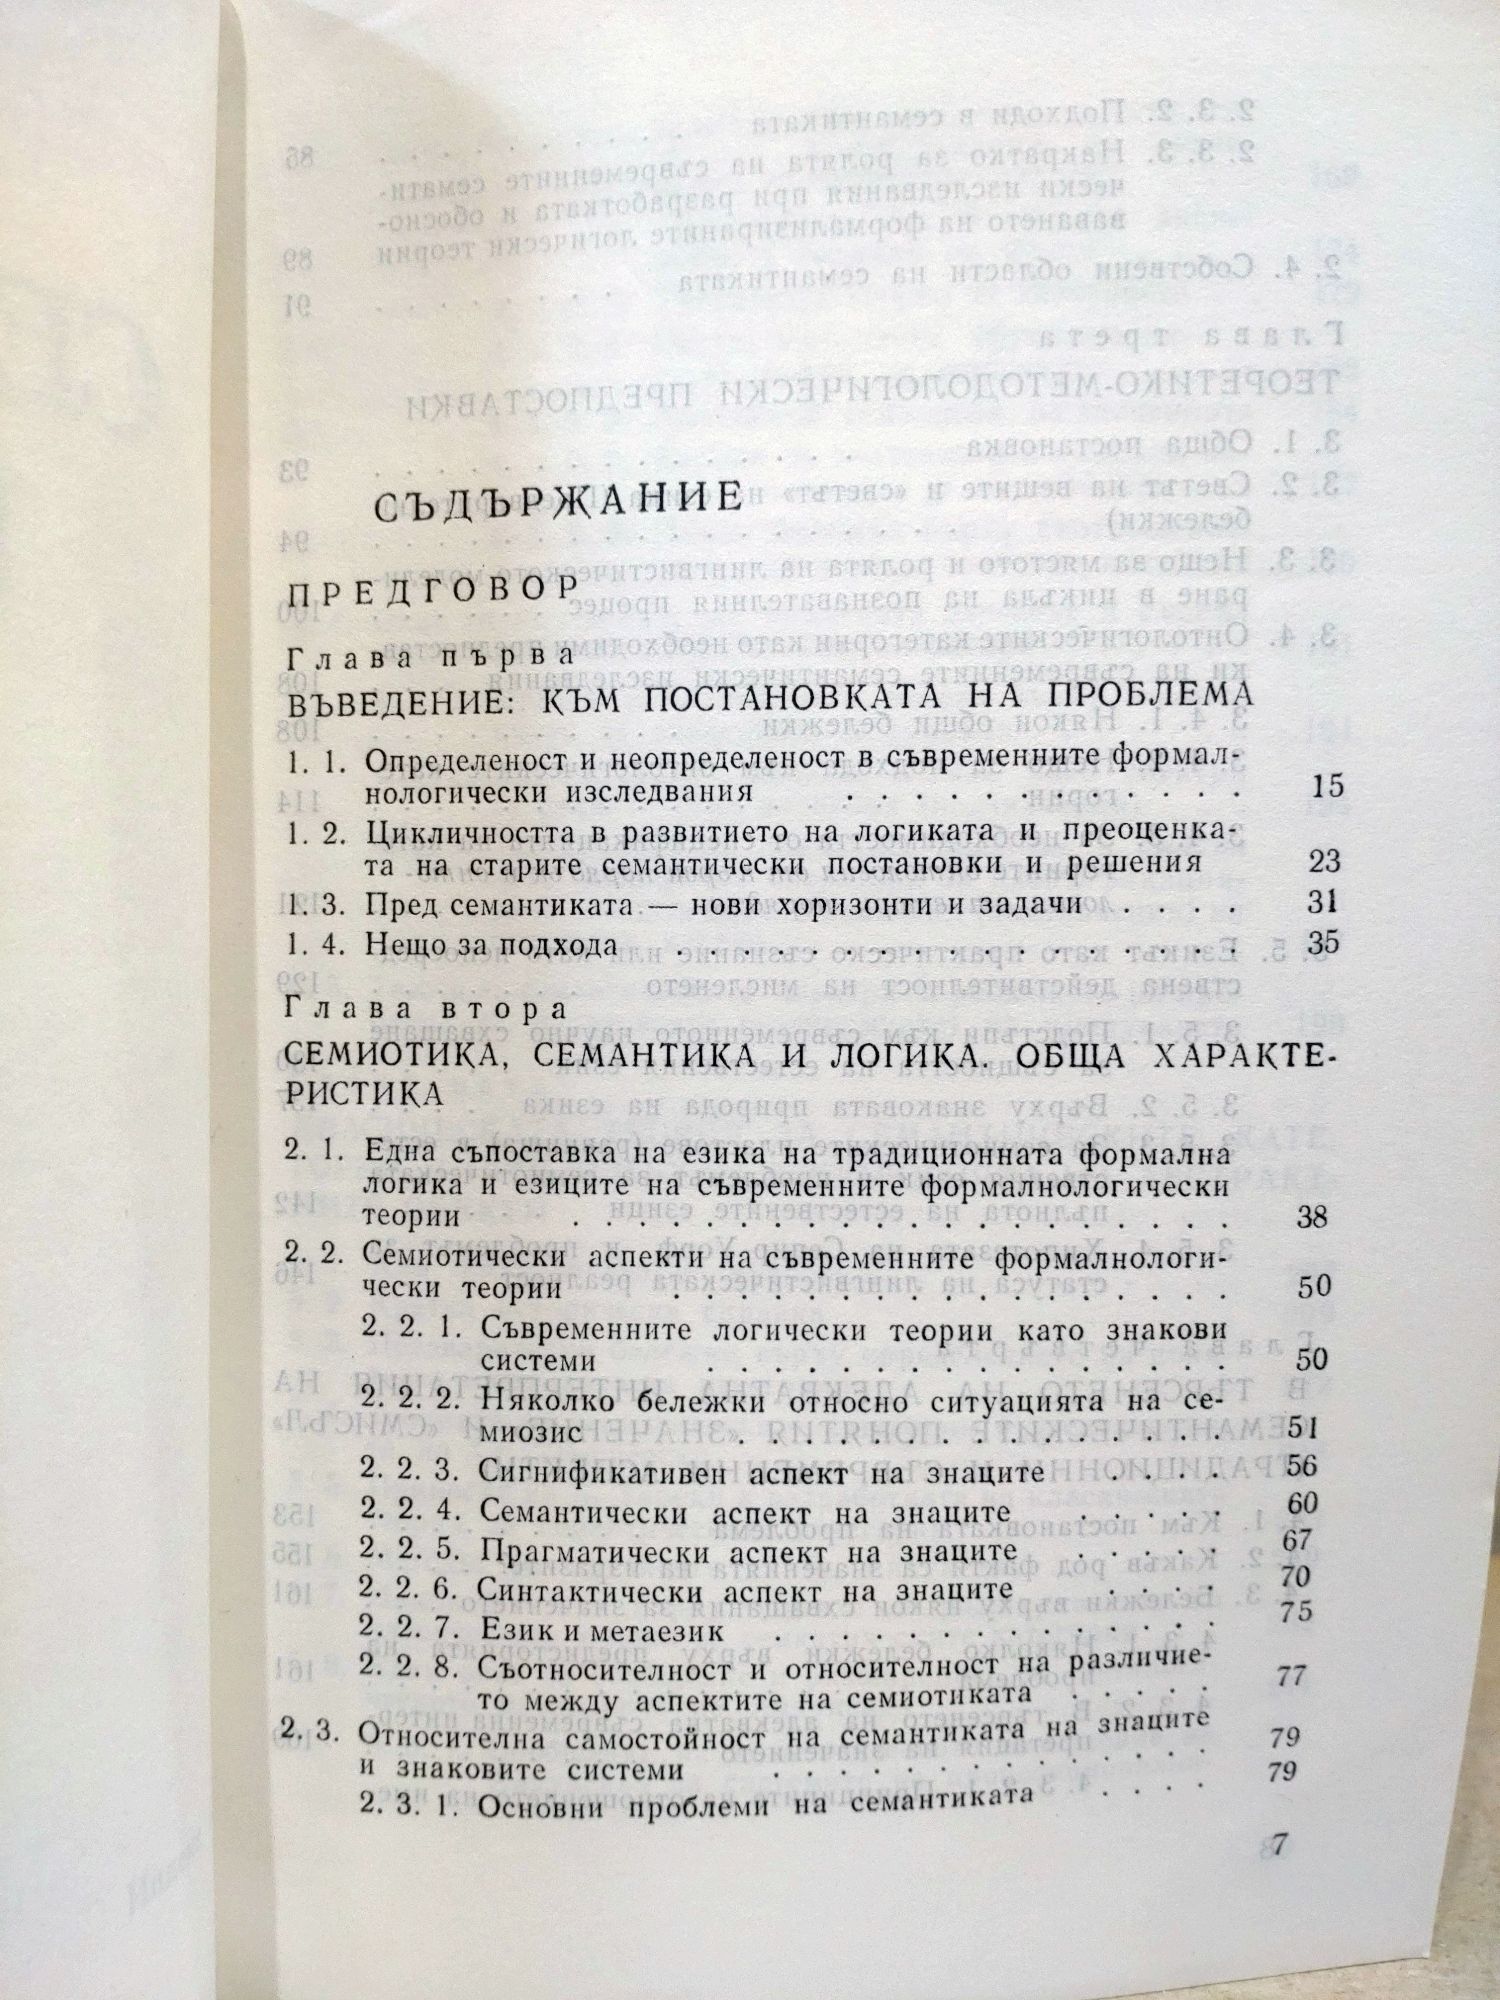 СЪДЪРЖАНИЕ
ПРЕДГОВОР
Глава първа
ВЪВЕДЕНИЕ: КЪМ ПОСТАНОВКАТА НА ПРОБЛЕМА
1. 1. Определеност и неопределеност в съвременните формал-
нологически изследвания . . . . . . . . . . . . 15
1. 2. Цикличността в развитието на логиката и преоценка-
та на старите семантически постановки и решения 23
1. 3. Пред семантиката — нови хоризонти и задачи . . . . 31
1. 4. Нещо за подхода . . . . . . . . . . . . . . . . . 35
Глава втора
СЕМИОТИКА, СЕМАНТИКА И ЛОГИКА. ОБЩА ХАРАКТЕ-
РИСТИКА
2. 1. Една съпоставка на езика на традиционната формална
логика и езиците на съвременните формалнологически
теории . . . . . . . . . . . . . . . . . . . . 38
2. 2. Семиотически аспекти на съвременните формалнологи-
чески теории . . . . . . . . . . . . . . . . . 50
2. 2. 1. Съвременните логически теории като знакови
системи . . . . . . . . . . . . . . . . 50
2. 2. 2. Няколко бележки относно ситуацията на се-
миозис . . . . . . . . . . . . . . . 51
2. 2. 3. Сигнификативен аспект на знаците . . . . 56
2. 2. 4. Семантически аспект на знаците . . . . . 60
2. 2. 5. Прагматически аспект на знаците . . . . . 67
2. 2. 6. Синтактически аспект на знаците . . . . 70
2. 2. 7. Език и метаезик . . . . . . . . . . . . . 75
2. 2. 8. Съотносителност и относителност на различие-
то между аспектите на семиотиката . . . . . 77
2. 3. Относителна самостойност на семантиката на знаците
и знаковите системи . . . . . . . . . . . . . 79
2. 3. 1. Основни проблеми на семантиката . . . . 79
7